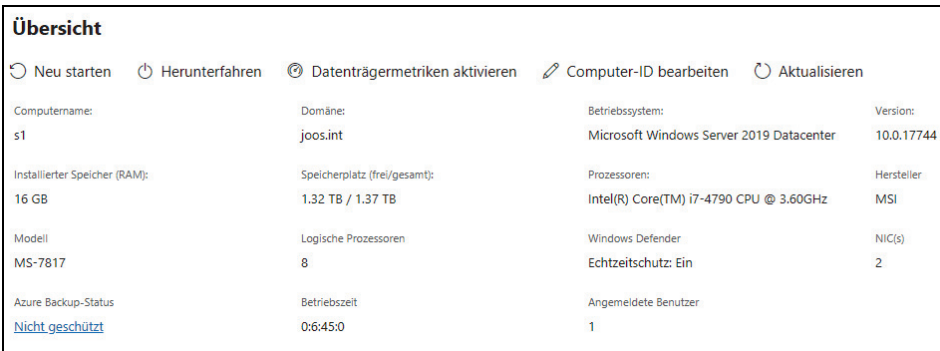 Übersicht
Neu starten Herunterfahren Datenträgermetriken aktivieren Computer-ID bearbeiten Aktualisieren
Computername: Domäne: Betriebssystem: Version:
s1 joos.int Microsoft Windows Server 2019 Datacenter 10.0.17744
Installierter Speicher (RAM): Speicherplatz (frei/gesamt): Prozessoren: Hersteller
16 GB 1.32 TB / 1.37 TB Intel(R) Core(TM) i7-4790 CPU @ 3.60GHz MSI
Modell Logische Prozessoren Windows Defender NIC(s)
MS-7817 8 Echtzeitschutz: Ein 2
Azure Backup-Status Betriebszeit Angemeldete Benutzer
Nicht geschützt 0:6:45:0 1